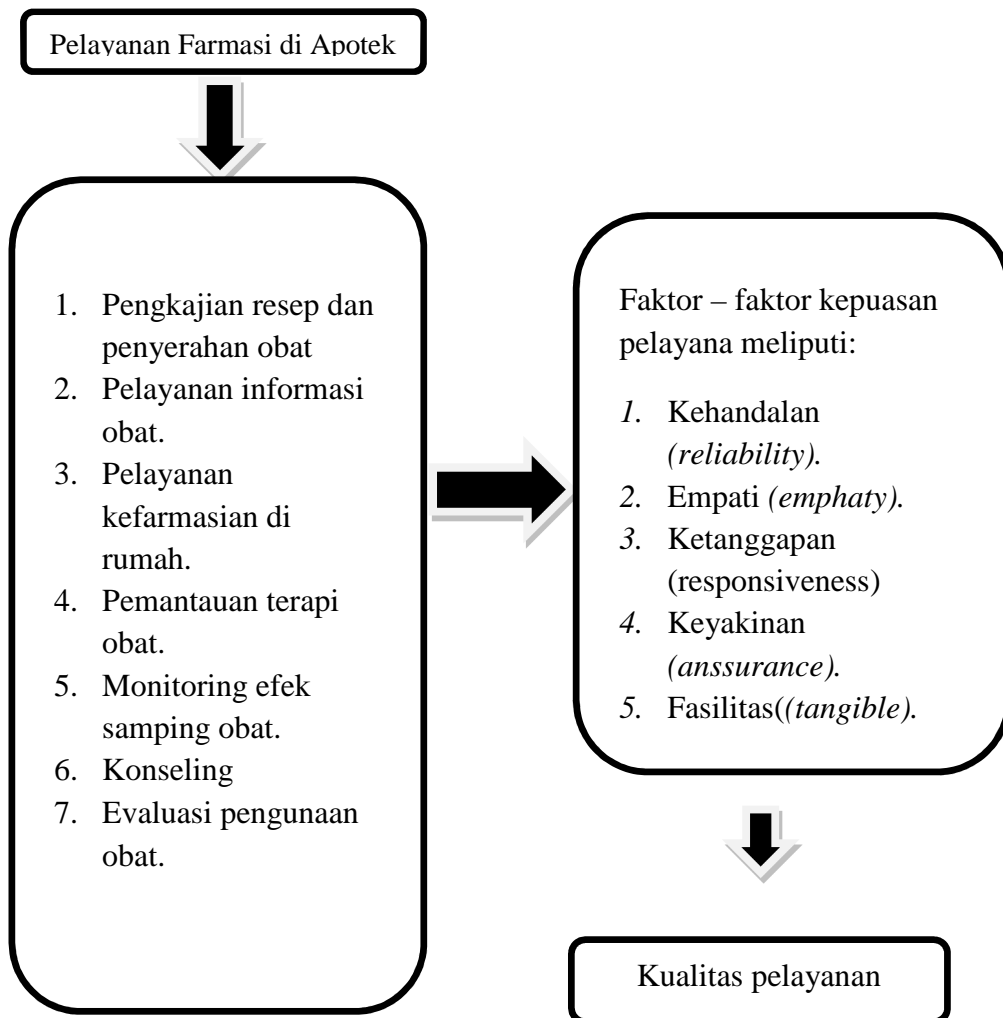 Pelayanan Farmasi di Apotek
1. Pengkajian resep dan
penyerahan obat
2. Pelayanan informasi
obat.
3. Pelayanan
kefarmasian di
rumah.
4. Pemantauan terapi
obat.
5. Monitoring efek
samping obat.
6. Konseling
7. Evaluasi pengunaan
obat.
Faktor – faktor kepuasan
pelayana meliputi:
1. Kehandalan
(reliability).
2. Empati (emphaty).
3. Ketanggapan
(responsiveness)
4. Keyakinan
(anssurance).
5. Fasilitas((tangible).
Kualitas pelayanan